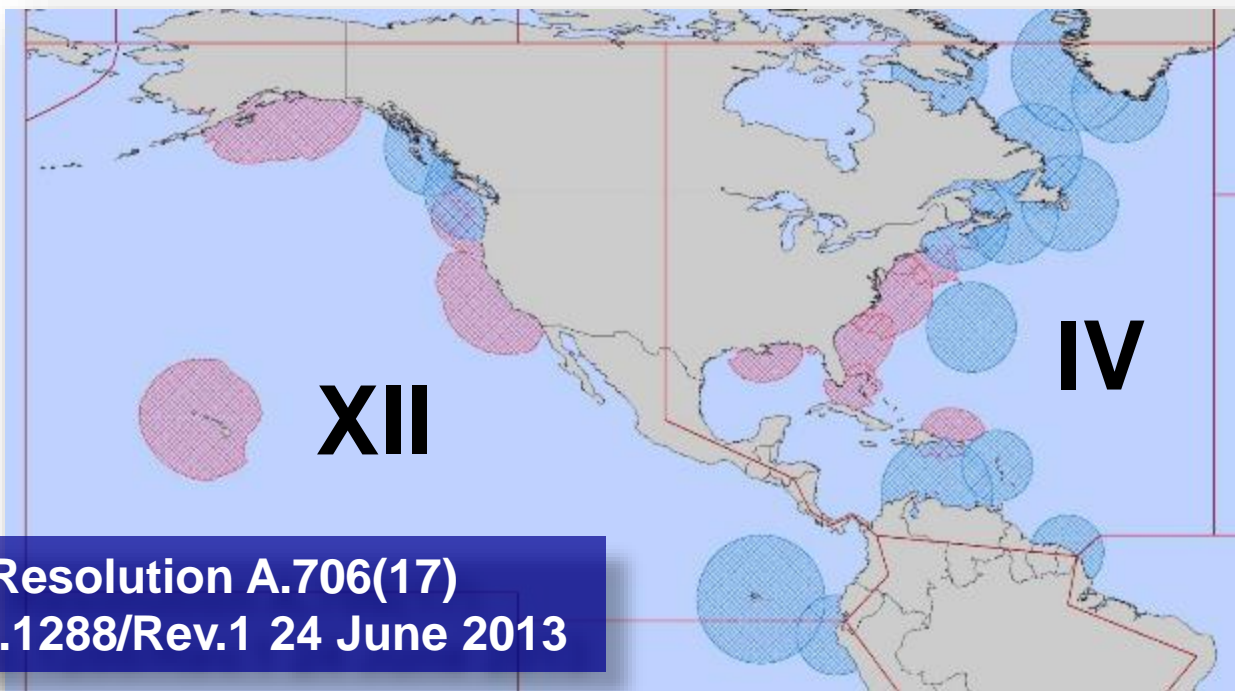 IV
XII
Resolution A.706(17)
.1288/Rev.1 24 June 2013